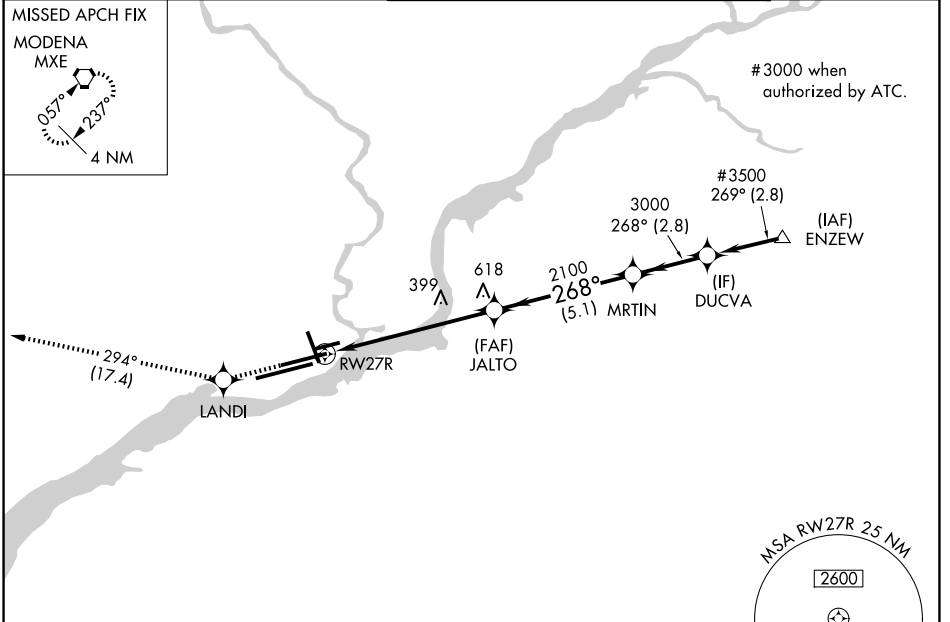 MISSED APCH FIX
MODENA
MXE
057°
237°
4 NM
#3000 when
authorized by ATC.
#3500
269° (2.8)
(IAF)
ENZEW
3000
268° (2.8)
(IF)
DUCVA
MRTIN
2100
268°
(5.1)
618
399
(FAF)
JALTO
RW27R
LANDI
294°
(17.4)
MSA RW27R 25 NM
2600